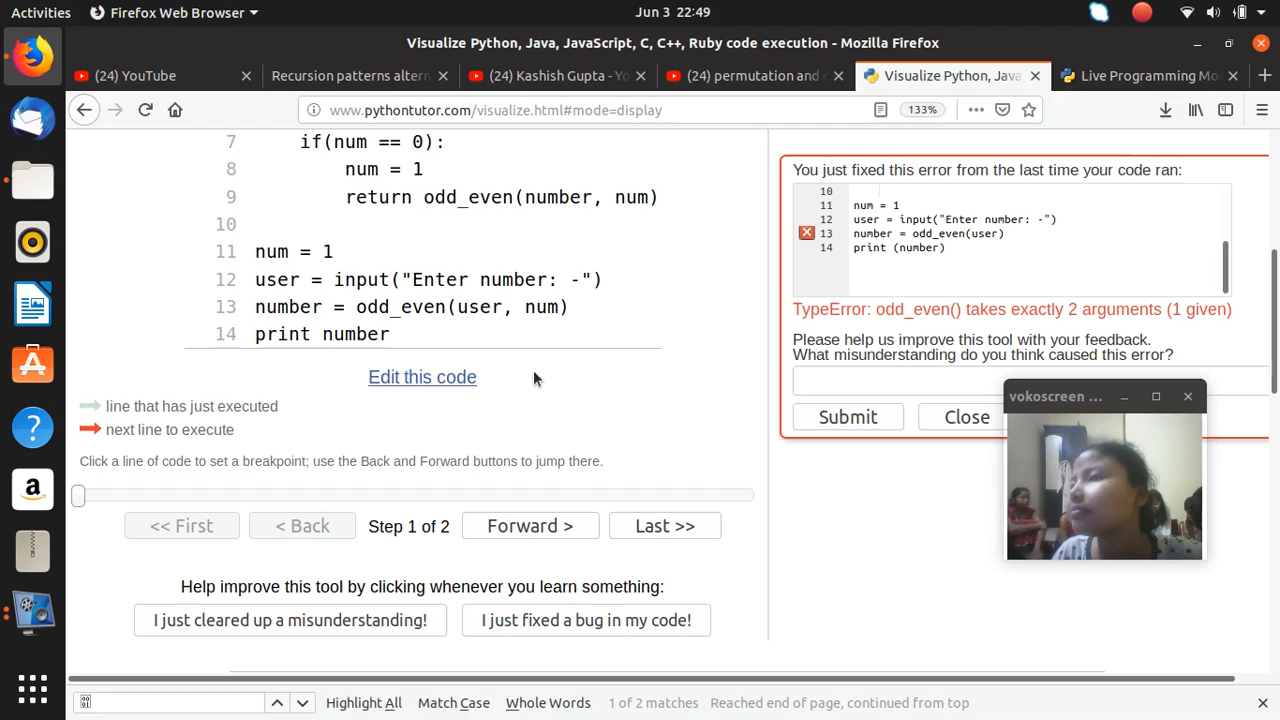 Activities
Firefox Web Browser
Jun 3 22:49
Visualize Python, Java, JavaScript, C, C++, Ruby code execution - Mozilla Firefox
(24) YouTube
Recursion patterns altern
(24) Kashish Gupta - Yo
(24) permutation and
Visualize Python, Java,
Live Programming Mo
www.pythontutor.com/visualize.html#mode=display
133%
7 if(num == 0):
8 num = 1
9 return odd_even(number, num)
10
11 num = 1
12 user = input("Enter number: -")
13 number = odd_even(user, num)
14 print number
Edit this code
line that has just executed
next line to execute
Click a line of code to set a breakpoint; use the Back and Forward buttons to jump there.
<< First
< Back
Step 1 of 2
Forward >
Last >>
Help improve this tool by clicking whenever you learn something:
I just cleared up a misunderstanding!
I just fixed a bug in my code!
You just fixed this error from the last time your code ran:
10
11 num = 1
12 user = input("Enter number: -")
13 number = odd_even(user)
14 print (number)
TypeError: odd_even() takes exactly 2 arguments (1 given)
Please help us improve this tool with your feedback.
What misunderstanding do you think caused this error?
Submit
Close
vokoscreen ...
Highlight All
Match Case
Whole Words
1 of 2 matches
Reached end of page, continued from top